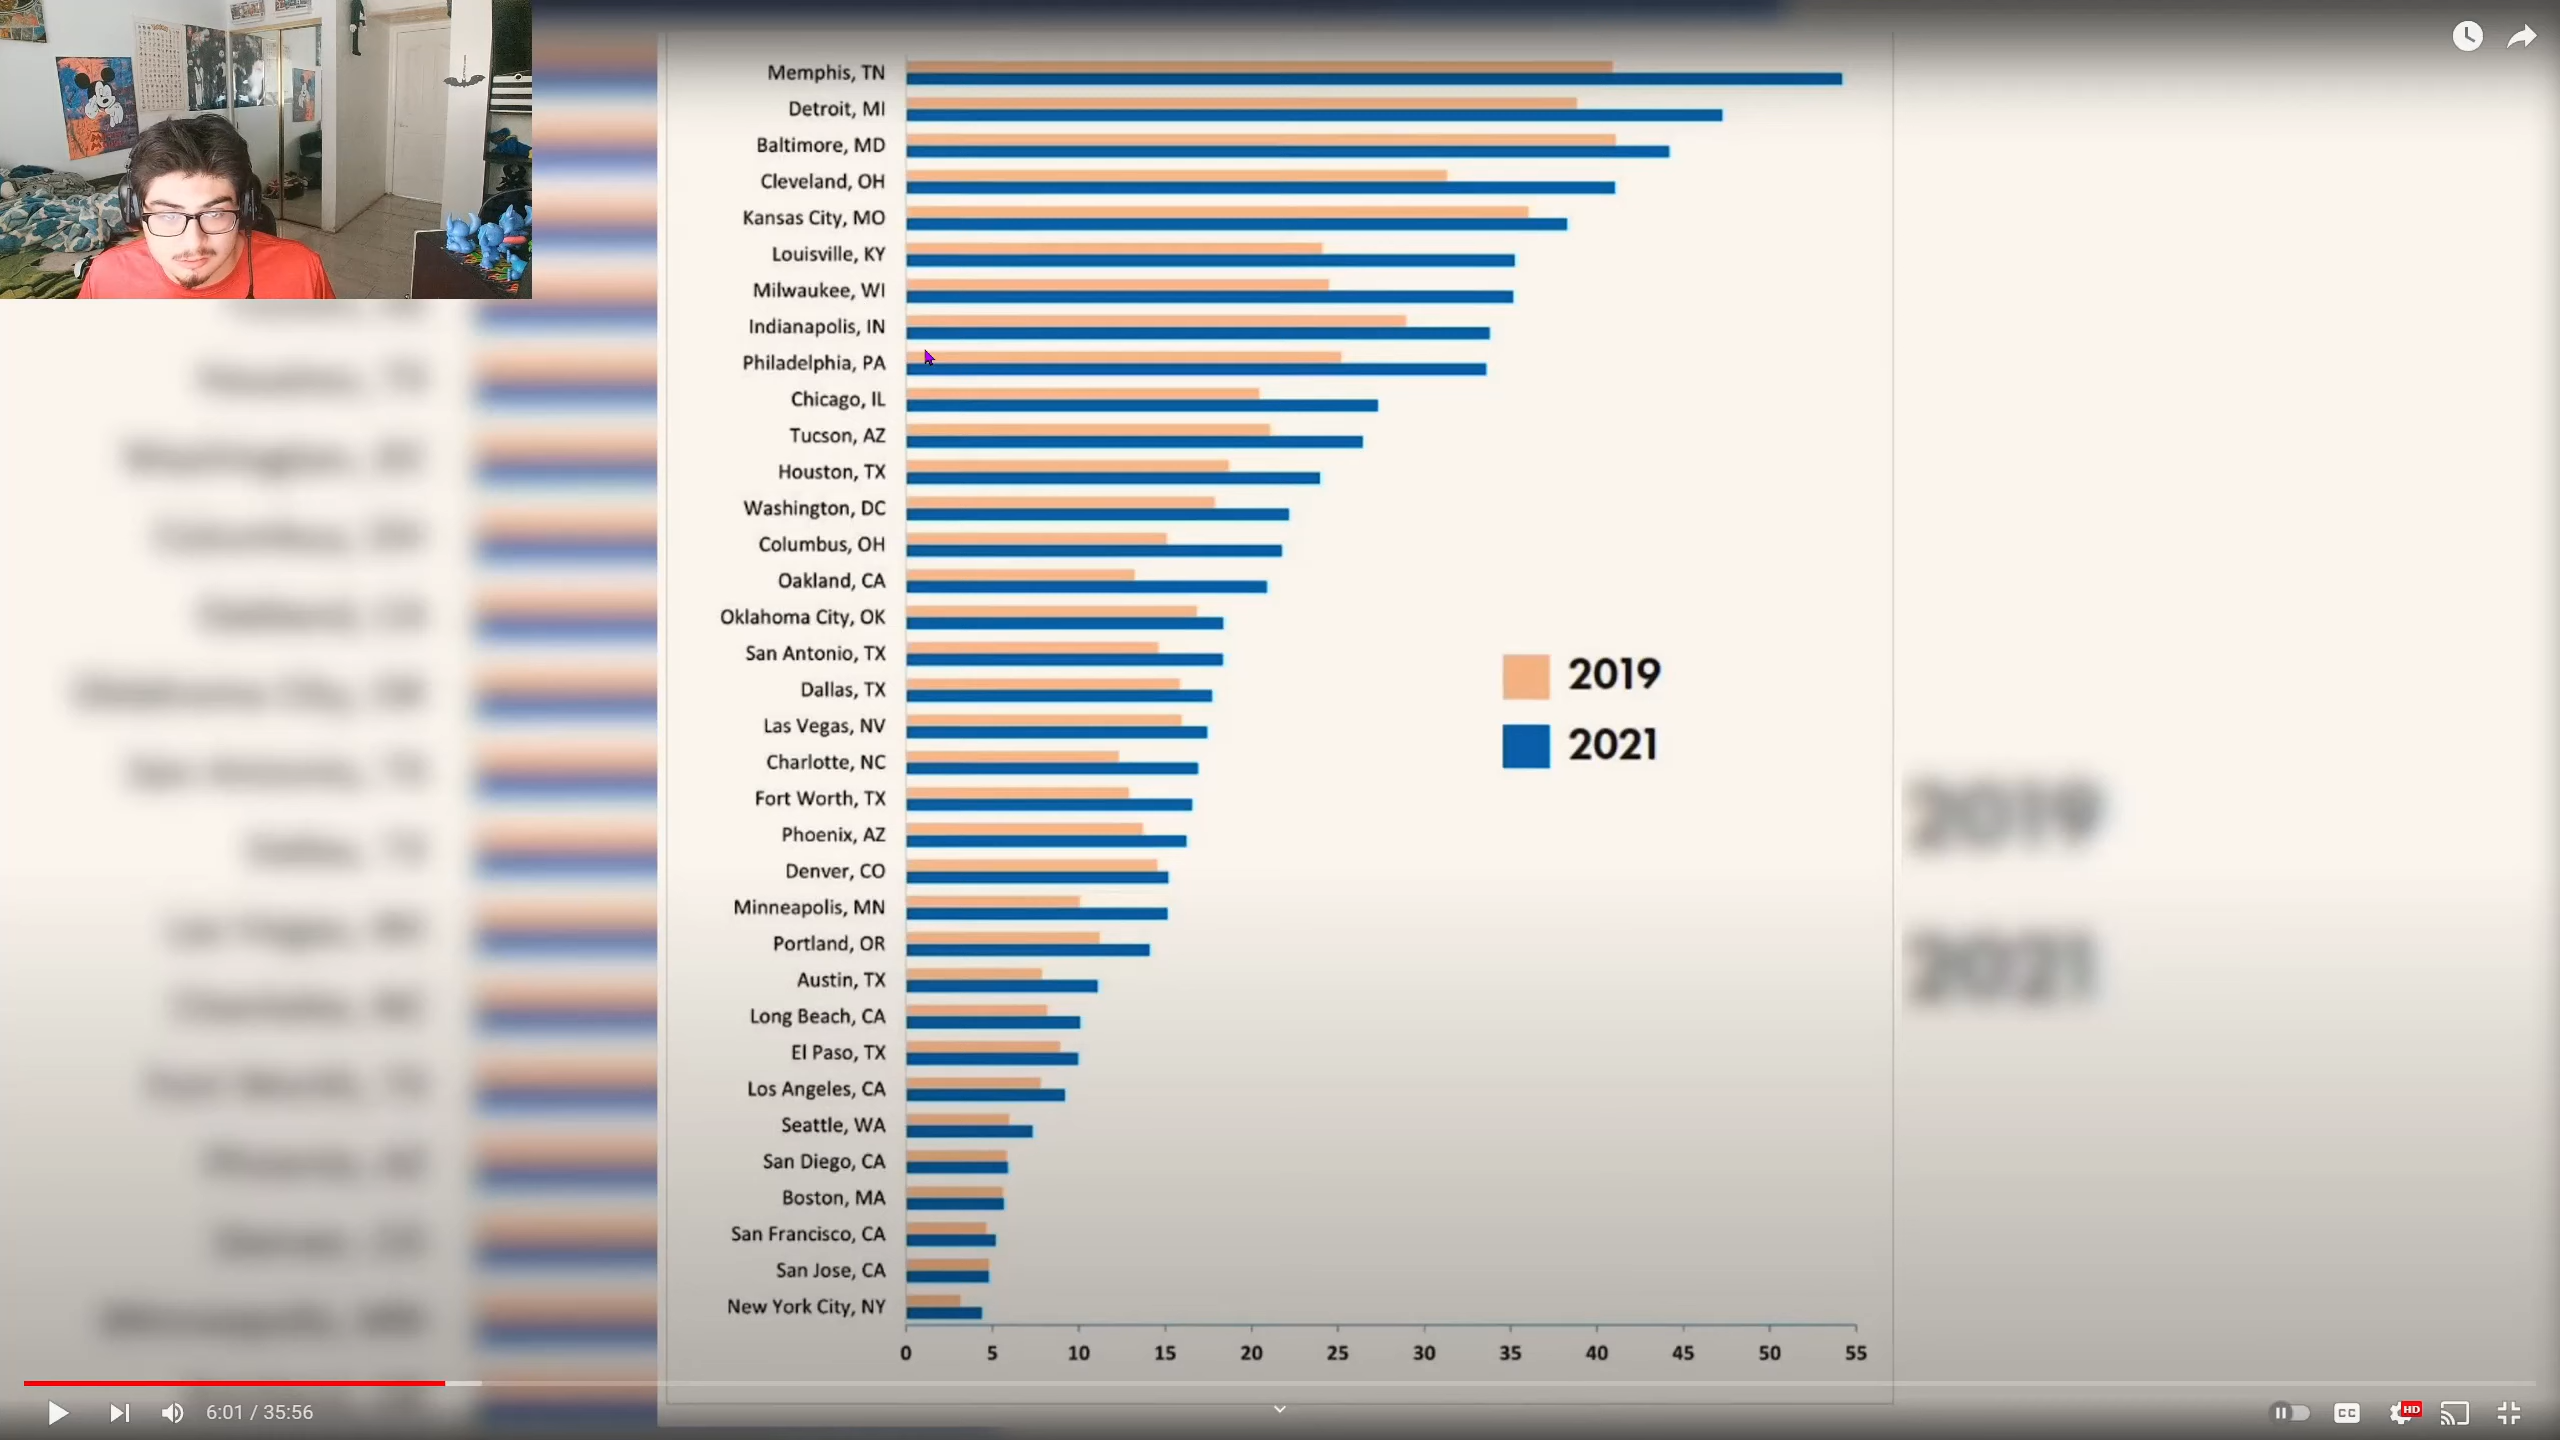 Memphis, TN
Detroit, MI
Baltimore, MD
Cleveland, OH
Kansas City, MO
Louisville, KY
Milwaukee, WI
Indianapolis, IN
Philadelphia, PA
Chicago, IL
Tucson, AZ
Houston, TX
Washington, DC
Columbus, OH
Oakland, CA
Oklahoma City, OK
San Antonio, TX
Dallas, TX
Las Vegas, NV
Charlotte, NC
Fort Worth, TX
Phoenix, AZ
Denver, CO
Minneapolis, MN
Portland, OR
Austin, TX
Long Beach, CA
El Paso, TX
Los Angeles, CA
Seattle, WA
San Diego, CA
Boston, MA
San Francisco, CA
San Jose, CA
New York City, NY
0 5 10 15 20 25 30 35 40 45 50 55
2019
2021
2019
2021
6:01 / 35:56
CC
HD